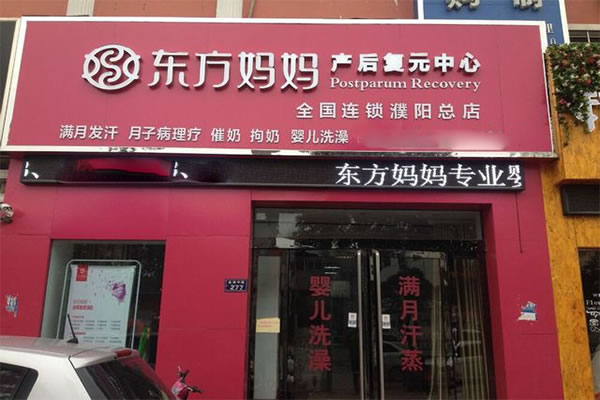 东方妈妈 产后复元中心
Postparum Recovery
全国连锁濮阳总店
满月发汗 月子病理疗 催奶 拘奶 婴儿洗澡
东方妈妈专业
277
婴儿洗澡
满月汗蒸